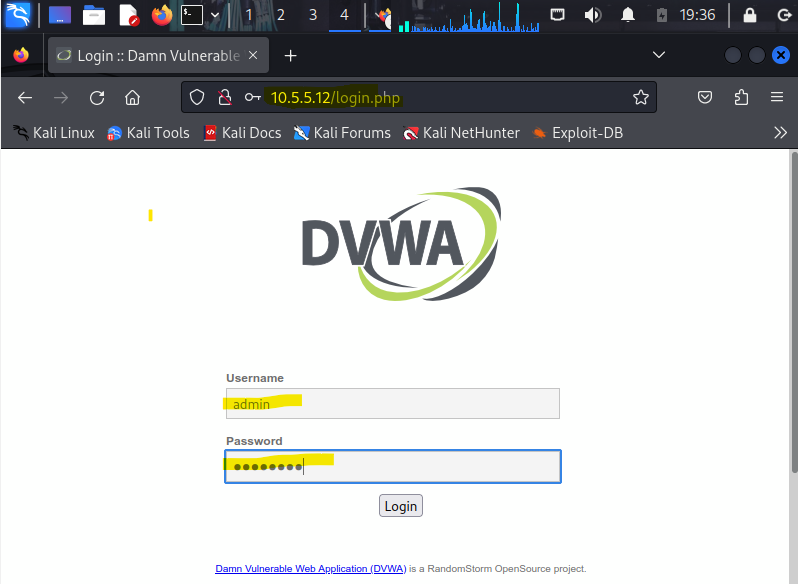 1 2 3 4 19:36
Login :: Damn Vulnerable
10.5.5.12/login.php
Kali Linux Kali Tools Kali Docs Kali Forums Kali NetHunter Exploit-DB
DVWA
Username
admin
Password
••••••••
Login
Damn Vulnerable Web Application (DVWA) is a RandomStorm OpenSource project.